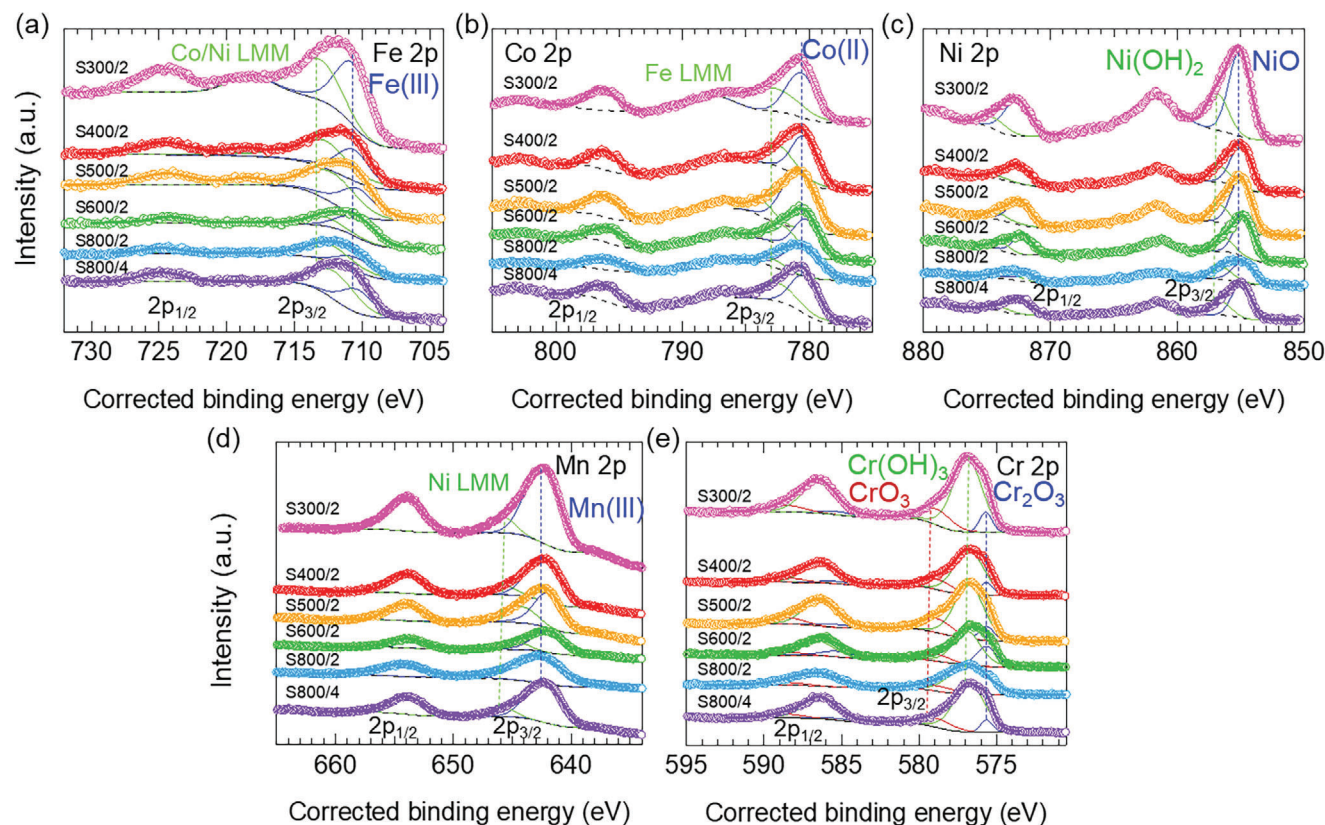 (a)
Co/Ni LMM
Fe 2p
Fe(III)
S300/2
S400/2
S500/2
S600/2
S800/2
S800/4
2p1/2
2p3/2
730 725 720 715 710 704
Corrected binding energy (eV)
Intensity (a.u.)
(b)
Co 2p
Fe LMM
Co(II)
S300/2
S400/2
S500/2
S600/2
S800/2
S800/4
2p1/2
2p3/2
800 790 780
Corrected binding energy (eV)
(c)
Ni 2p
Ni(OH)2
NiO
S300/2
S400/2
S500/2
S600/2
S800/2
S800/4
2p1/2
2p3/2
880 870 860 850
Corrected binding energy (eV)
(d)
Mn 2p
Ni LMM
Mn(III)
S300/2
S400/2
S500/2
S600/2
S800/2
S800/4
2p1/2
2p3/2
660 650 640
Corrected binding energy (eV)
Intensity (a.u.)
(e)
Cr(OH)3
Cr 2p
CrO3
Cr2O3
S300/2
S400/2
S500/2
S600/2
S800/2
S800/4
2p3/2
2p1/2
595 590 585 580 575
Corrected binding energy (eV)